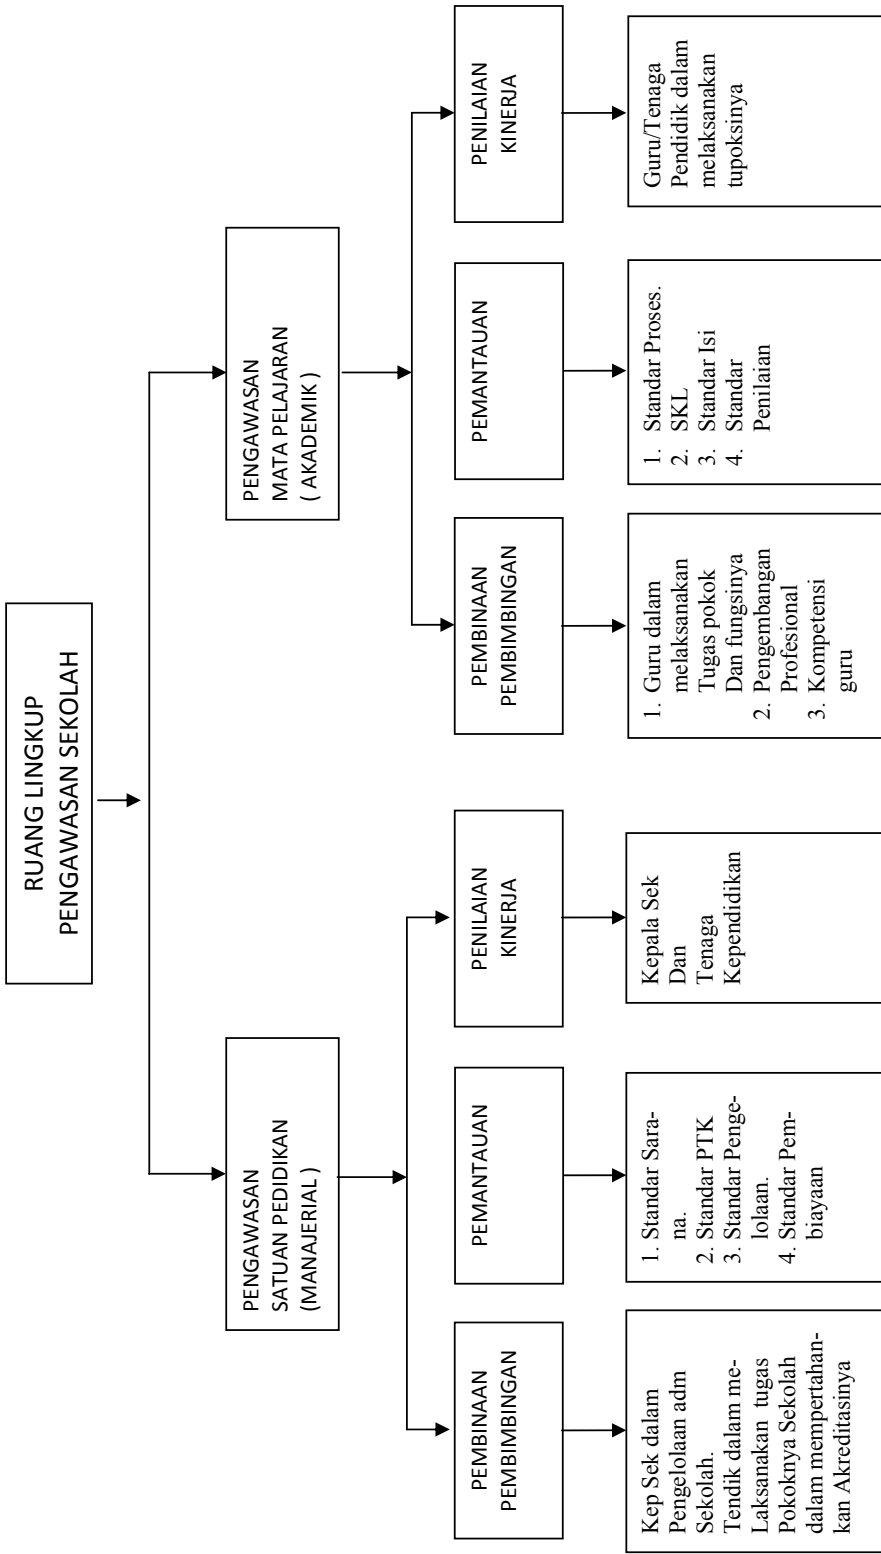 RUANG LINGKUP
PENGAWASAN SEKOLAH
PENGAWASAN
SATUAN PEDIDIKAN
(MANAJERIAL )
PENGAWASAN
MATA PELAJARAN
( AKADEMIK )
PEMBINAAN
PEMBIMBINGAN
PEMANTAUAN
PENILAIAN
KINERJA
PEMBINAAN
PEMBIMBINGAN
PEMANTAUAN
PENILAIAN
KINERJA
Kep Sek dalam
Pengelolaan adm
Sekolah.
Tendik dalam me-
Laksanakan tugas
Pokoknya Sekolah
dalam mempertahan-
kan Akreditasinya
1. Standar Sara-
na.
2. Standar PTK
3. Standar Penge-
lolaan.
4. Standar Pem-
biayaan
Kepala Sek
Dan
Tenaga
Kependidikan
1. Guru dalam
melaksanakan
Tugas pokok
Dan fungsinya
2. Pengembangan
Profesional
3. Kompetensi
guru
1. Standar Proses.
2. SKL
3. Standar Isi
4. Standar
Penilaian
Guru/Tenaga
Pendidik dalam
melaksanakan
tupoksinya